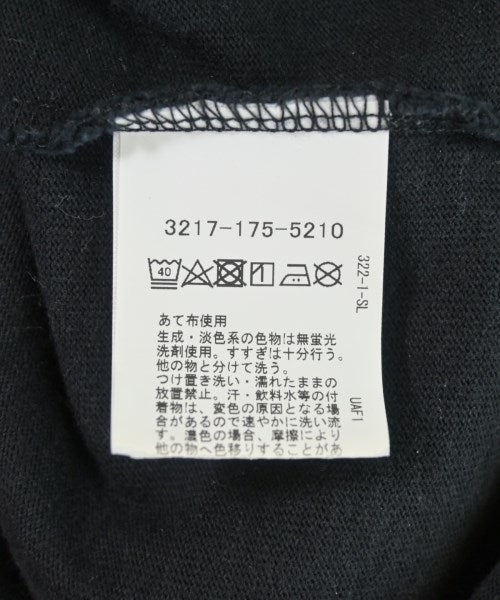 3217-175-5210
40
322-1-SL
あて布使用
生成・淡色系の色物は無蛍光
洗剤使用。すすぎは十分行う。
他の物と分けて洗う。
つけ置き洗い・濡れたままの
放置禁止。汗・飲料水等の付
着物は、変色の原因となる場
合があるので速やかに洗い流
す。濃色の場合、摩擦により
他の物へ色移りすることがあ
UAF1